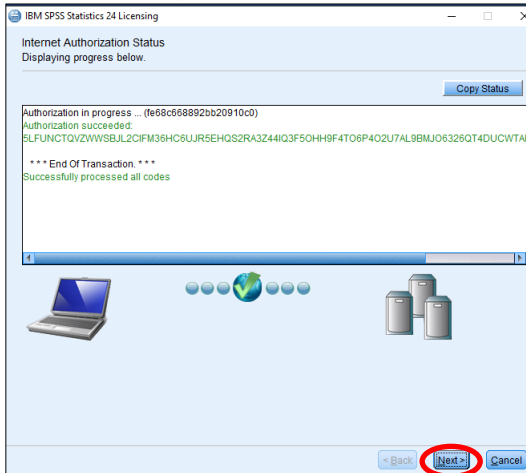 IBM SPSS Statistics 24 Licensing
Internet Authorization Status
Displaying progress below.
Copy Status
Authorization in progress ... (fe68c668892bb20910c0)
Authorization succeeded:
5LFUNCTQVZWWSBJL2CIFM36HC6UJR5EHQS2RA3Z44IQ3F5OHH9F4TO6P4O2U7AL9BMJO6326QT4DUCWTA
* * * End Of Transaction. * * *
Successfully processed all codes
< Back
Next >
Cancel